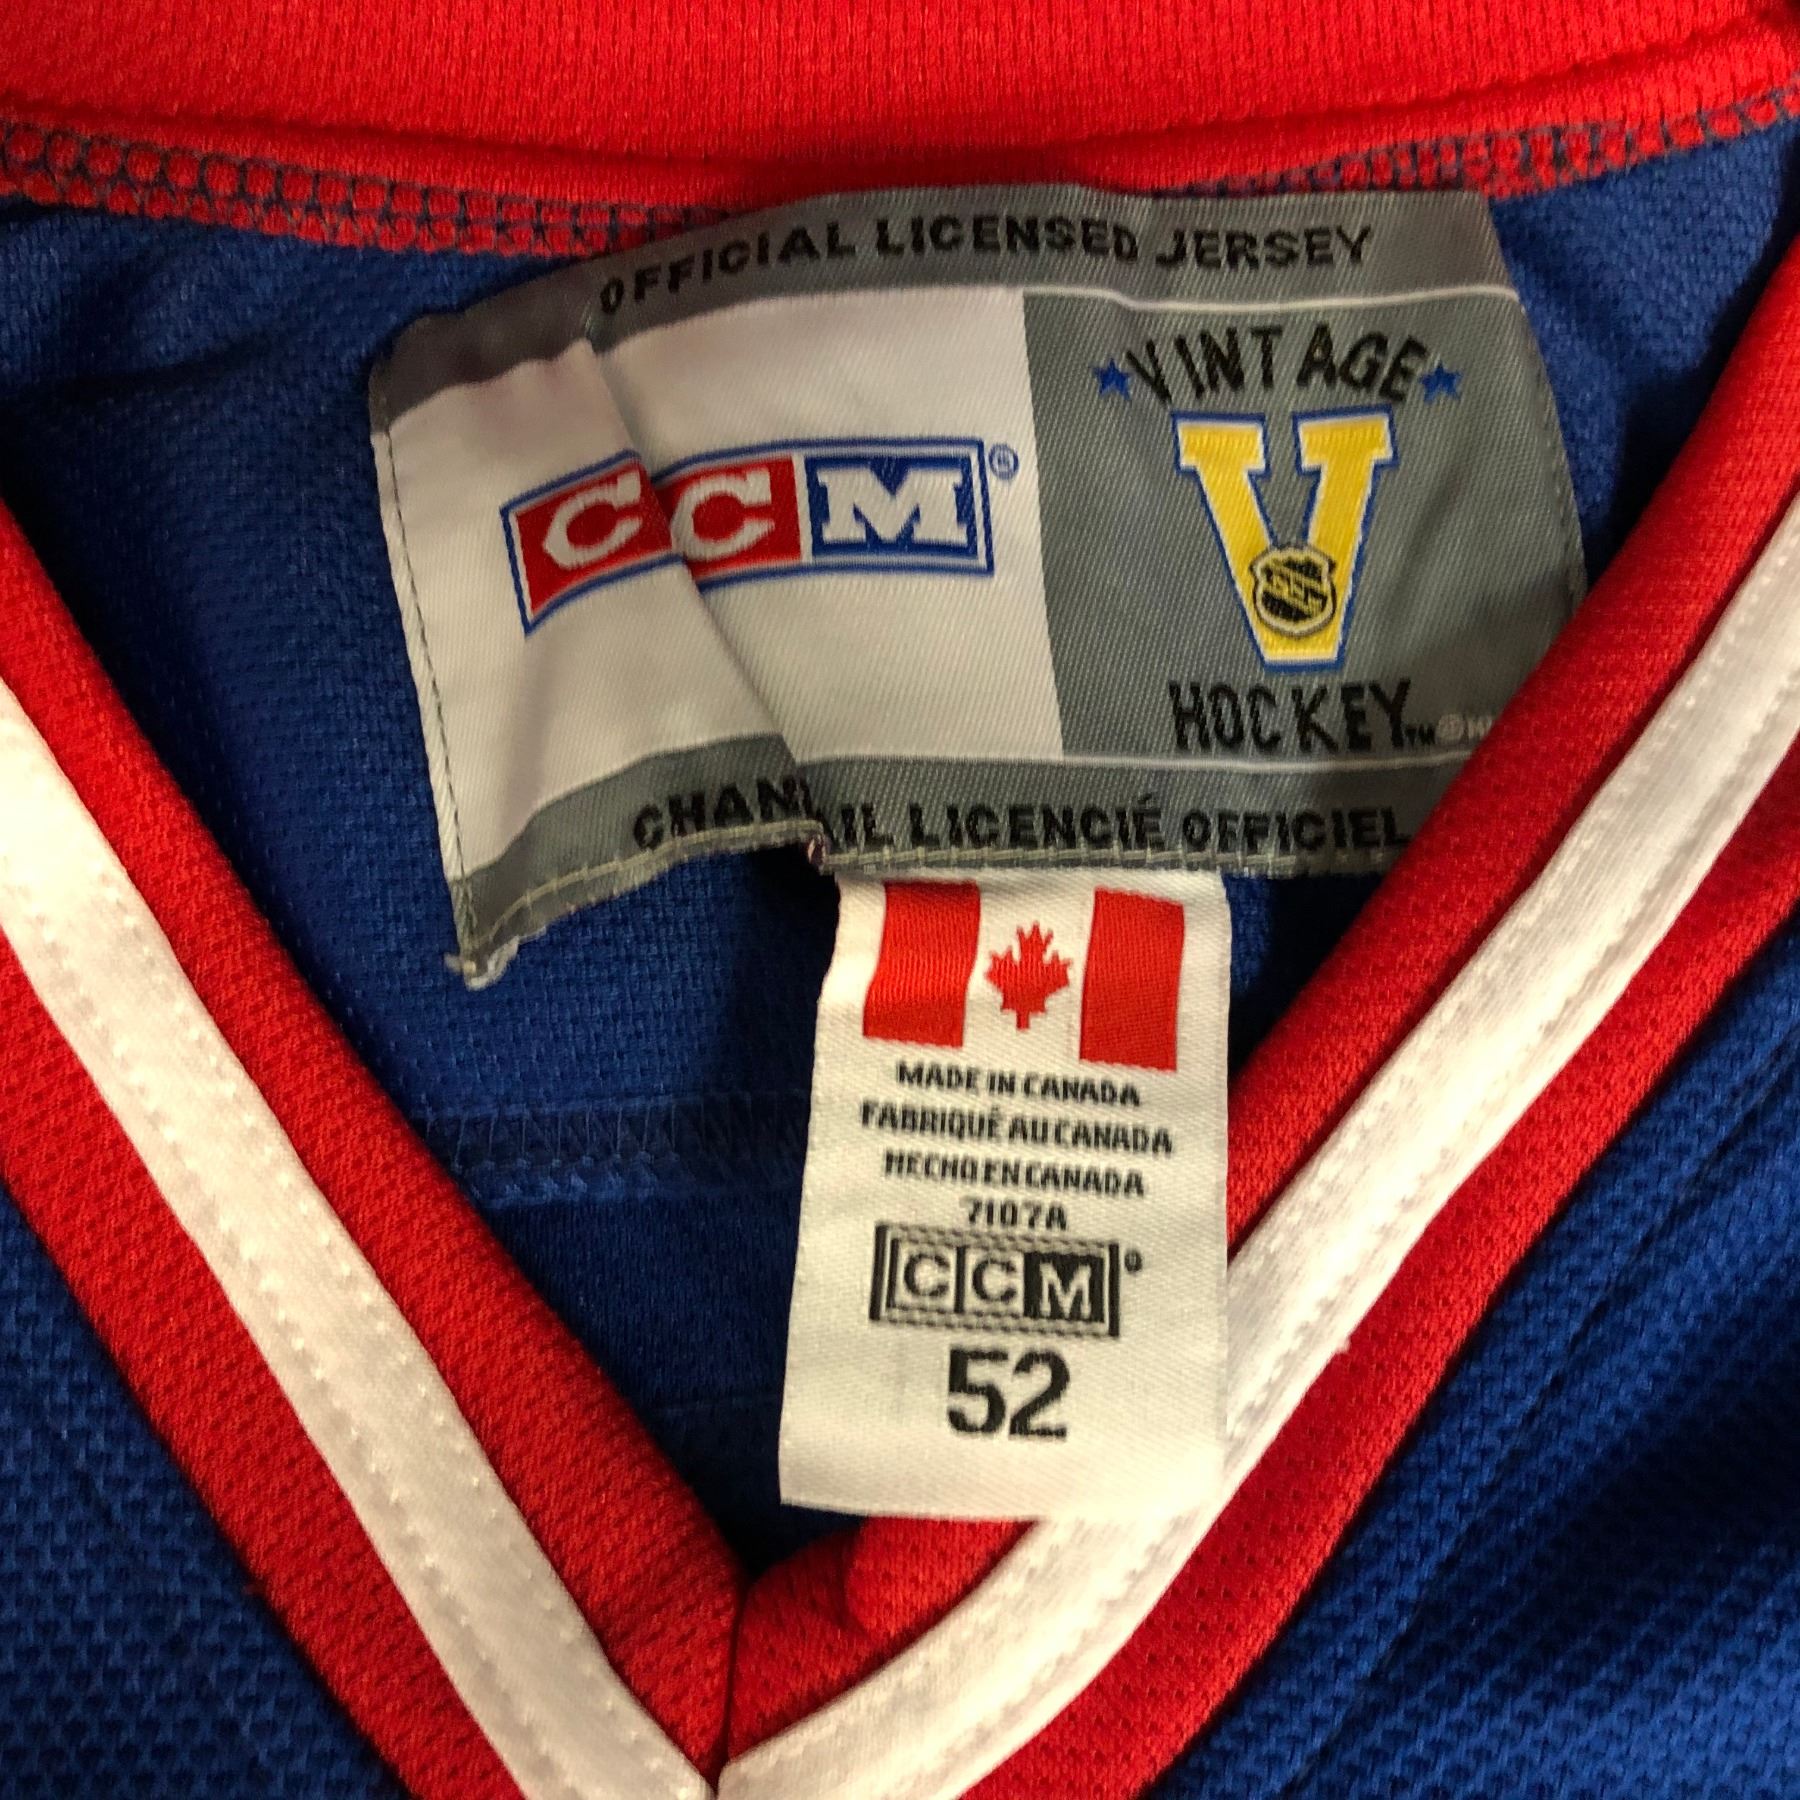 OFFICIAL LICENSED JERSEY
CCM
VINTAGE
V
HOCKEY™
LICENCIÉ OFFICIEL
MADE IN CANADA
FABRIQUÉ AU CANADA
HECHO EN CANADA
7107A
CCM
52